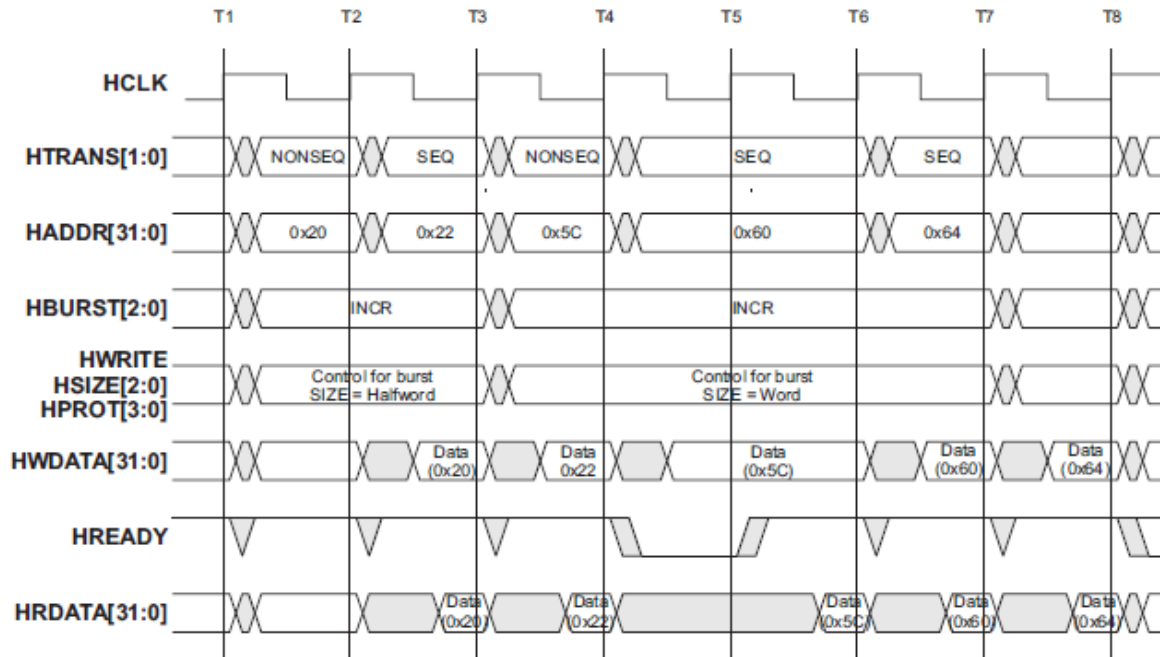 T1 T2 T3 T4 T5 T6 T7 T8
HCLK
HTRANS[1:0] NONSEQ SEQ NONSEQ SEQ SEQ
HADDR[31:0] 0x20 0x22 0x5C 0x60 0x64
HBURST[2:0] INCR INCR
HWRITE
HSIZE[2:0]
HPROT[3:0]
Control for burst
SIZE = Halfword
Control for burst
SIZE = Word
HWDATA[31:0]
Data
(0x20)
Data
0x22
Data
(0x5C)
Data
(0x60)
Data
(0x64)
HREADY
HRDATA[31:0]
Data
(0x20)
Data
(0x22)
Data
(0x5C)
Data
(0x60)
Data
(0x64)